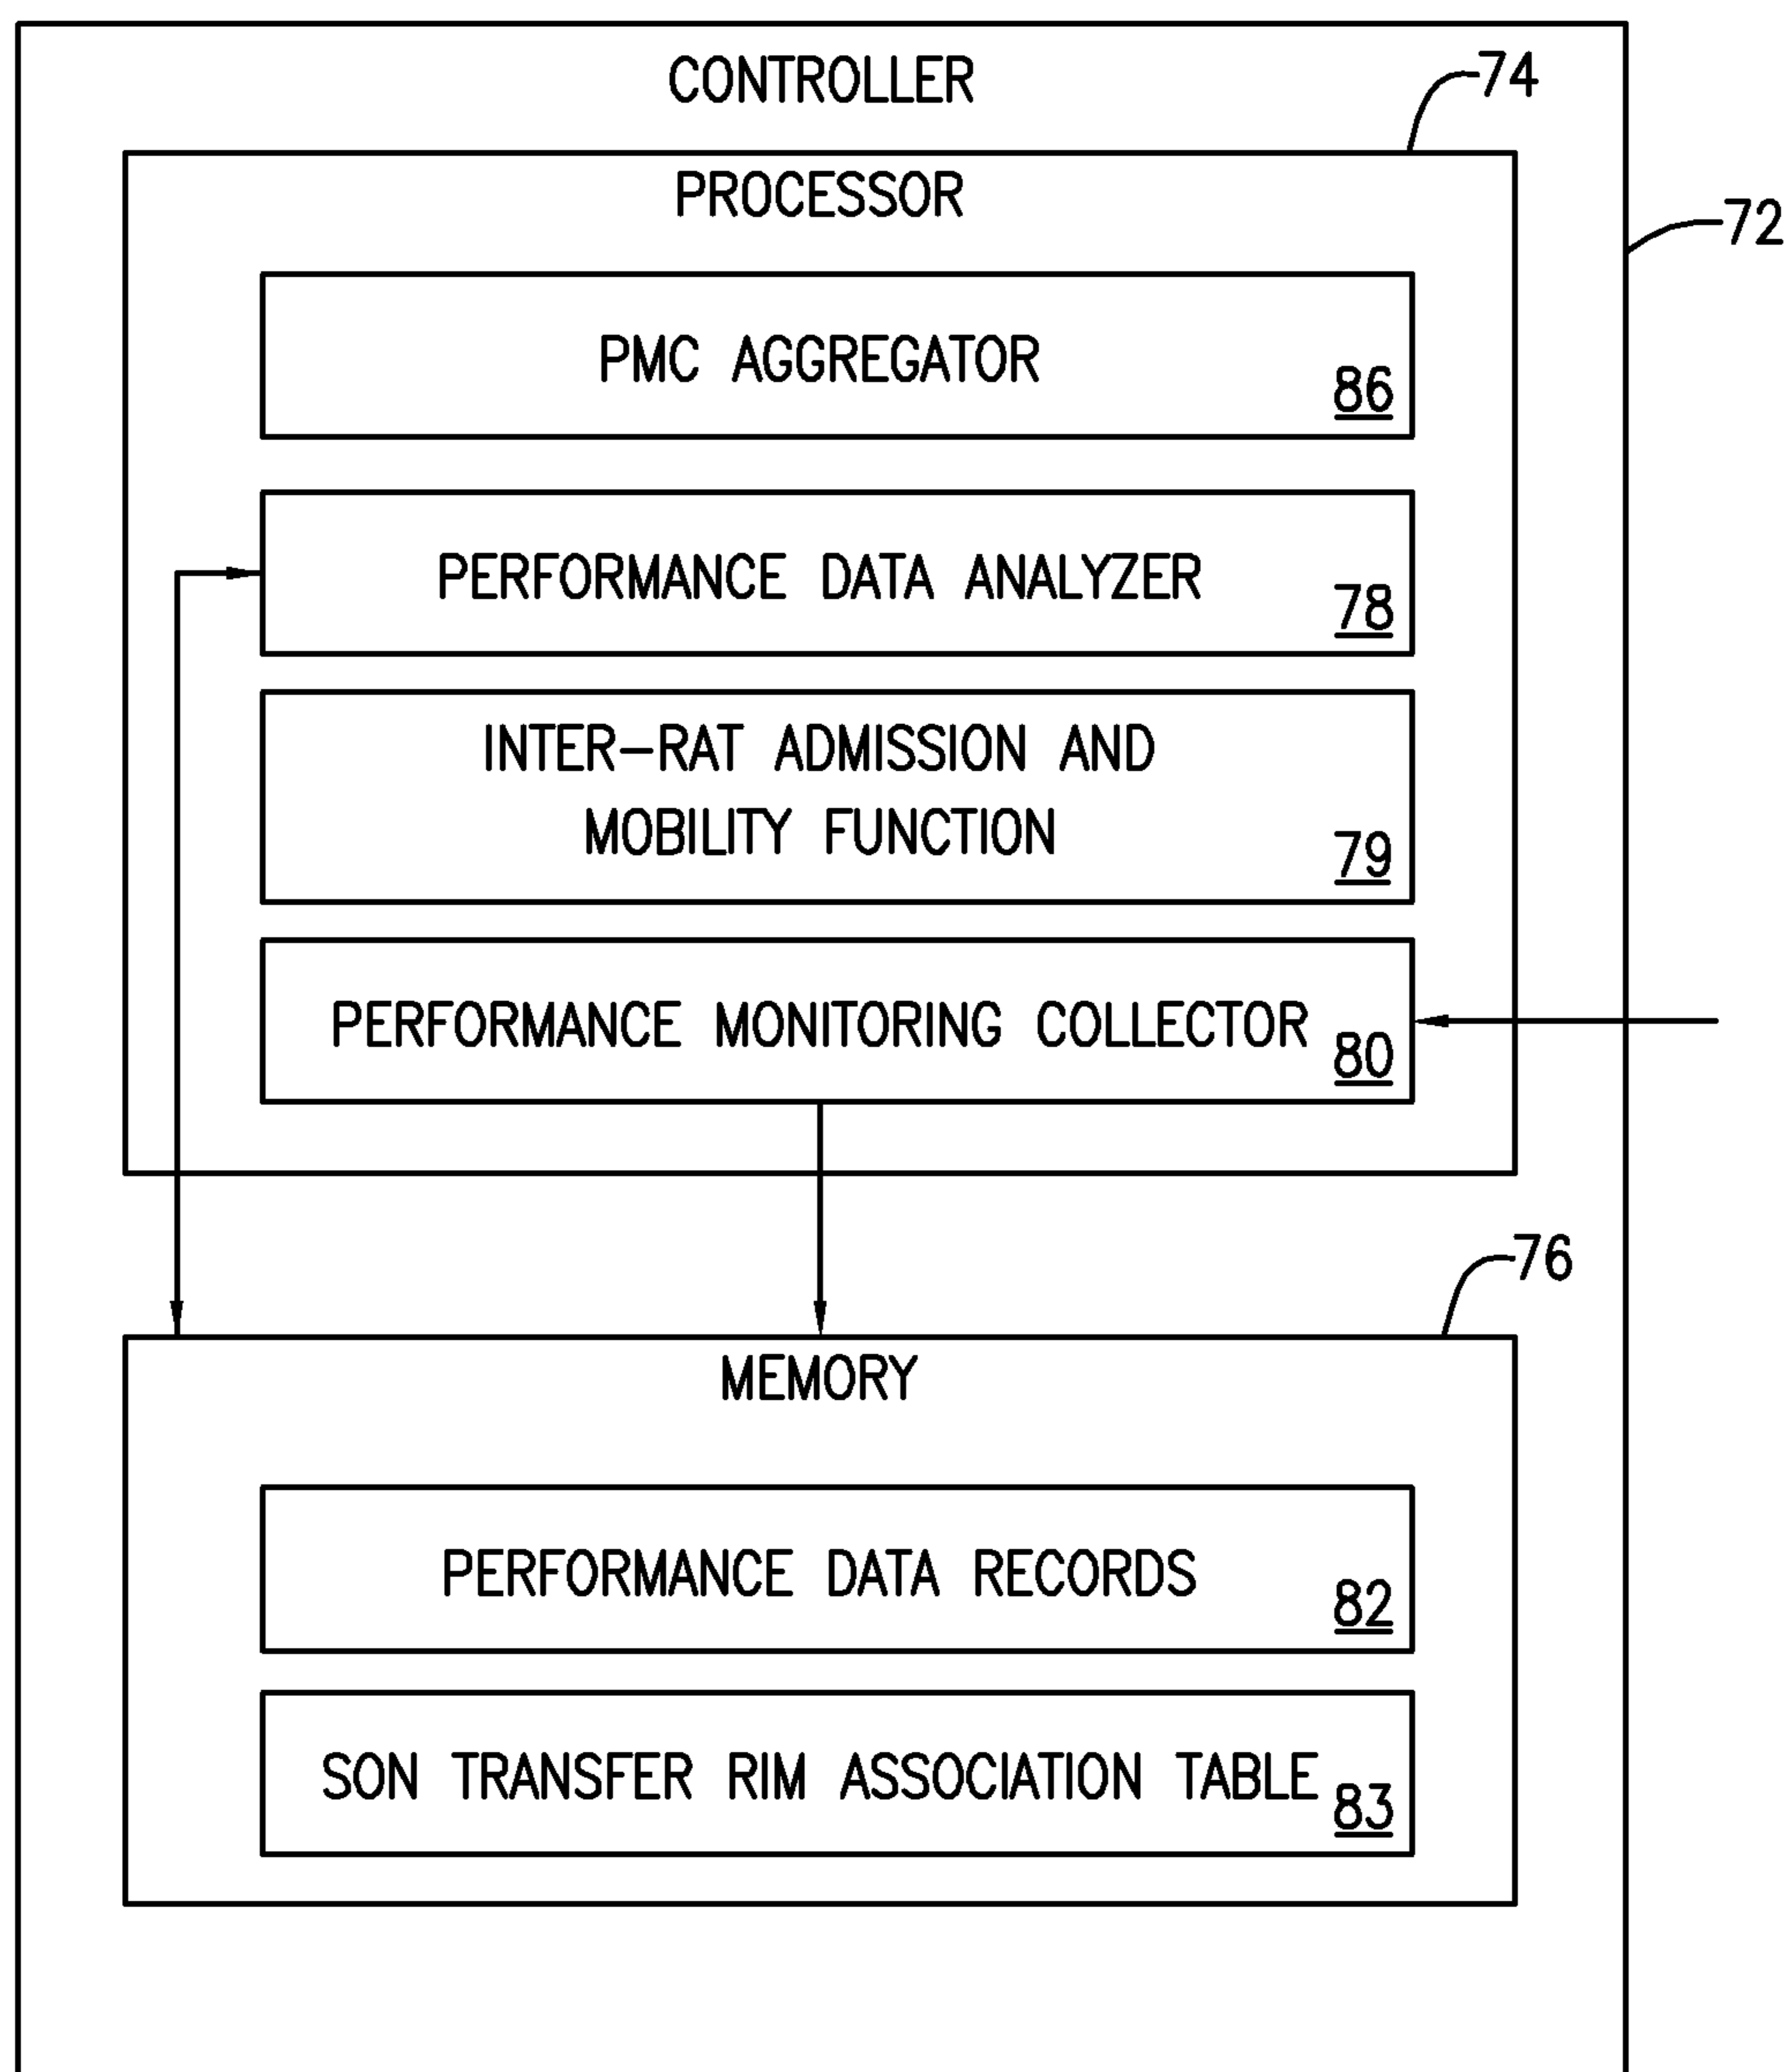 CONTROLLER
74
PROCESSOR
72
PMC AGGREGATOR
86
PERFORMANCE DATA ANALYZER
78
INTER-RAT ADMISSION AND
MOBILITY FUNCTION
79
PERFORMANCE MONITORING COLLECTOR
80
76
MEMORY
PERFORMANCE DATA RECORDS
82
SON TRANSFER RIM ASSOCIATION TABLE
83